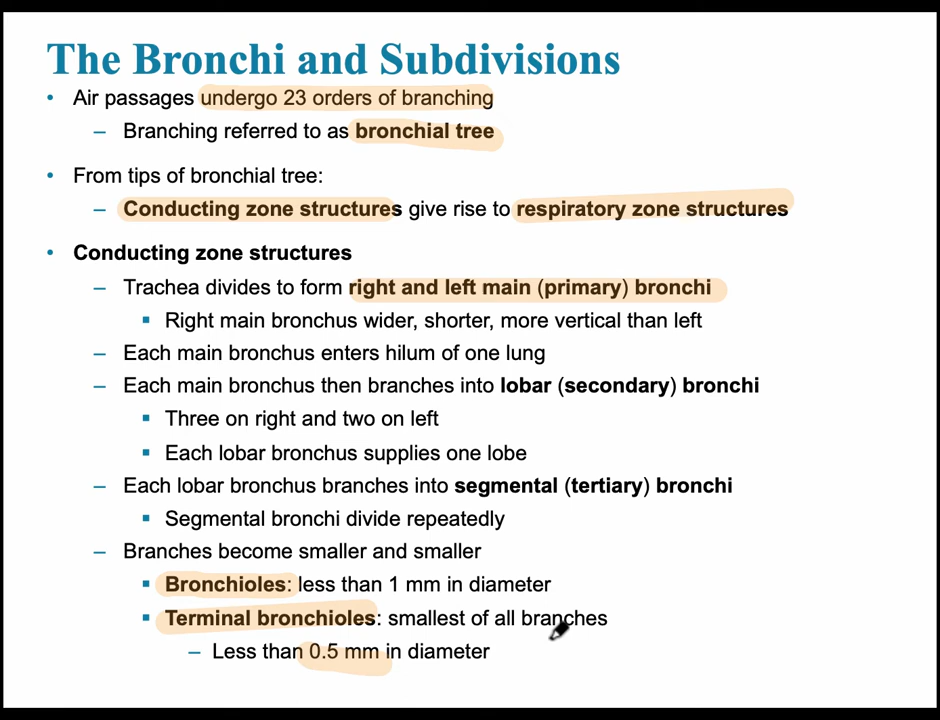 The Bronchi and Subdivisions
• Air passages undergo 23 orders of branching
– Branching referred to as bronchial tree
• From tips of bronchial tree:
– Conducting zone structures give rise to respiratory zone structures
• Conducting zone structures
– Trachea divides to form right and left main (primary) bronchi
▪ Right main bronchus wider, shorter, more vertical than left
– Each main bronchus enters hilum of one lung
– Each main bronchus then branches into lobar (secondary) bronchi
▪ Three on right and two on left
▪ Each lobar bronchus supplies one lobe
– Each lobar bronchus branches into segmental (tertiary) bronchi
▪ Segmental bronchi divide repeatedly
– Branches become smaller and smaller
▪ Bronchioles: less than 1 mm in diameter
▪ Terminal bronchioles: smallest of all branches
– Less than 0.5 mm in diameter